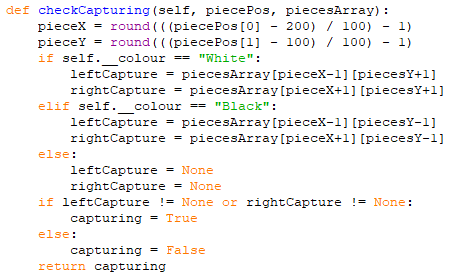 def checkCapturing(self, piecePos, piecesArray):
    pieceX = round(((piecePos[0] - 200) / 100) - 1)
    pieceY = round(((piecePos[1] - 100) / 100) - 1)
    if self.__colour == "White":
        leftCapture = piecesArray[pieceX-1][piecesY+1]
        rightCapture = piecesArray[pieceX+1][piecesY+1]
    elif self.__colour == "Black":
        leftCapture = piecesArray[pieceX-1][piecesY-1]
        rightCapture = piecesArray[pieceX+1][piecesY-1]
    else:
        leftCapture = None
        rightCapture = None
    if leftCapture != None or rightCapture != None:
        capturing = True
    else:
        capturing = False
    return capturing